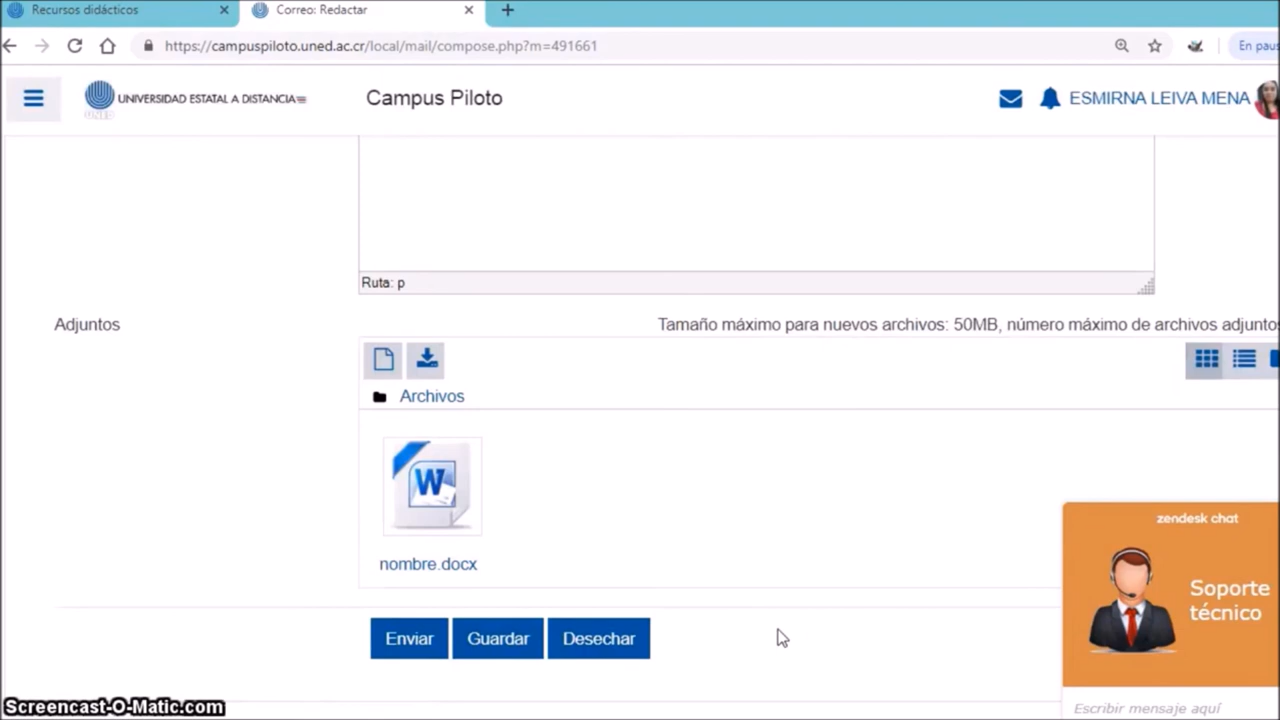 Recursos didácticos
Correo: Redactar
https://campuspiloto.uned.ac.cr/local/mail/compose.php?m=491661
En paus
UNED
UNIVERSIDAD ESTATAL A DISTANCIA
Campus Piloto
ESMIRNA LEIVA MENA
Ruta: p
Adjuntos
Tamaño máximo para nuevos archivos: 50MB, número máximo de archivos adjunto
Archivos
W
nombre.docx
zendesk chat
Soporte
técnico
Enviar
Guardar
Desechar
Screencast-O-Matic.com
Escribir mensaje aquí